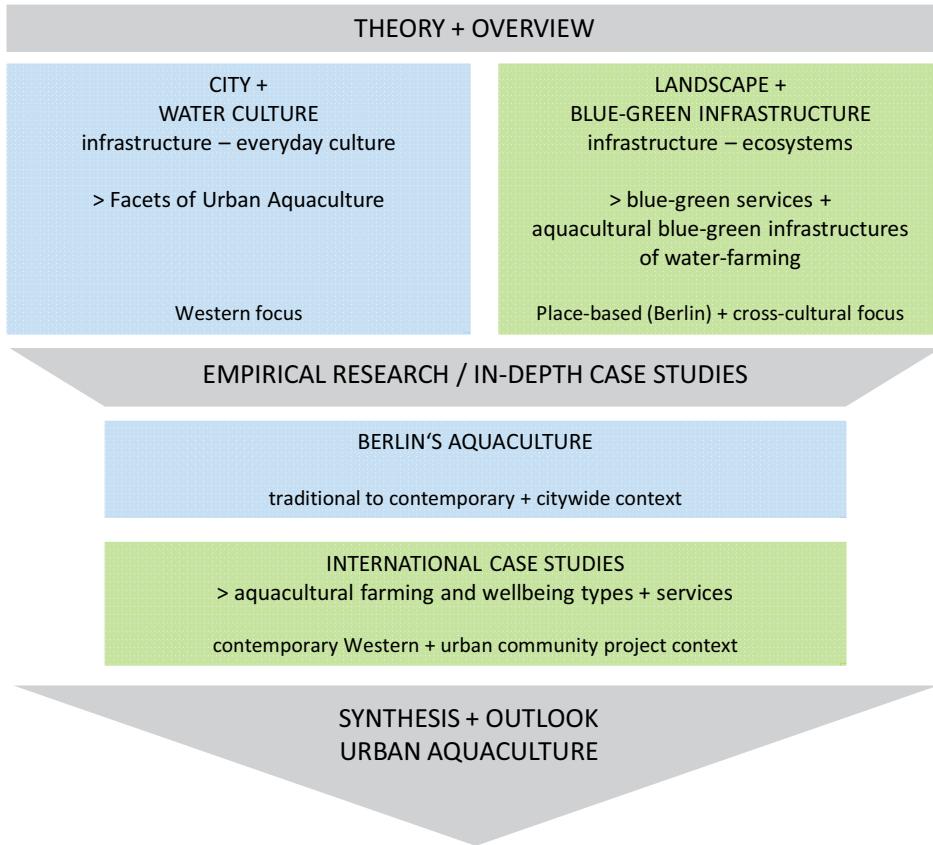 THEORY + OVERVIEW
CITY +
WATER CULTURE
infrastructure – everyday culture
> Facets of Urban Aquaculture
Western focus
LANDSCAPE +
BLUE-GREEN INFRASTRUCTURE
infrastructure – ecosystems
> blue-green services +
aquacultural blue-green infrastructures
of water-farming
Place-based (Berlin) + cross-cultural focus
EMPIRICAL RESEARCH / IN-DEPTH CASE STUDIES
BERLIN‘S AQUACULTURE
traditional to contemporary + citywide context
INTERNATIONAL CASE STUDIES
> aquacultural farming and wellbeing types + services
contemporary Western + urban community project context
SYNTHESIS + OUTLOOK
URBAN AQUACULTURE